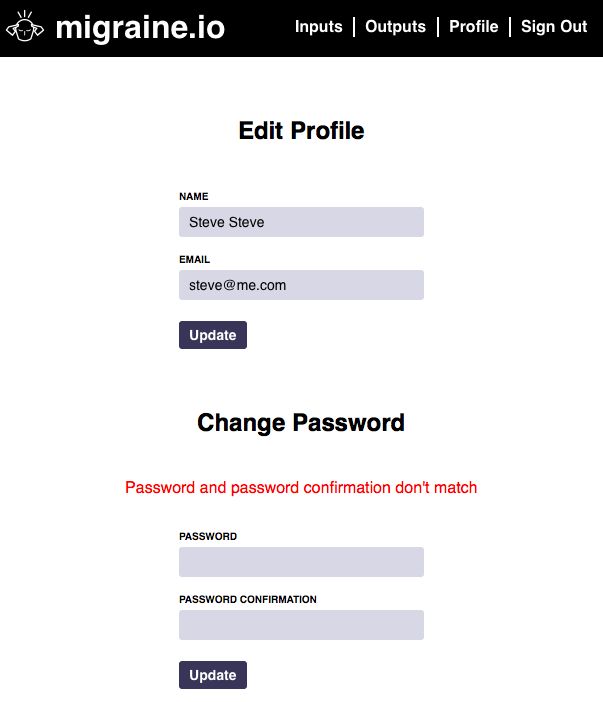 migraine.io
Inputs | Outputs | Profile | Sign Out
Edit Profile
NAME
Steve Steve
EMAIL
steve@me.com
Update
Change Password
Password and password confirmation don't match
PASSWORD
PASSWORD CONFIRMATION
Update